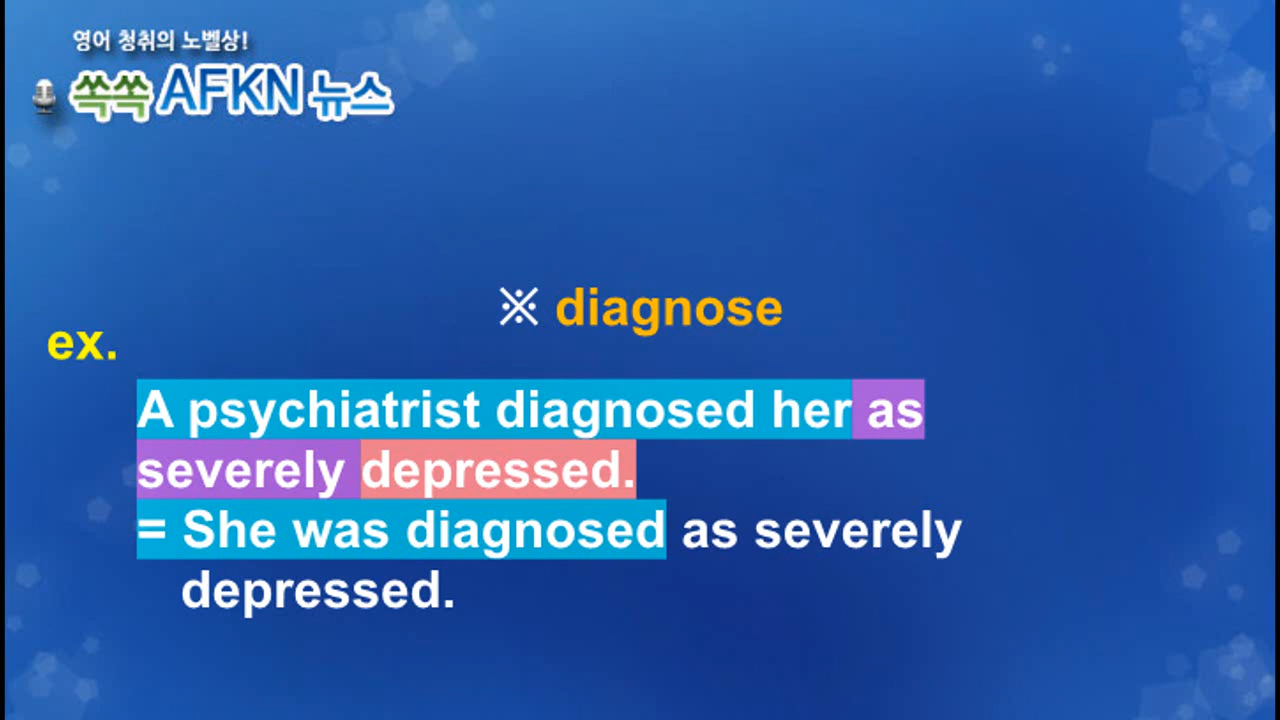 영어 청취의 노벨상!
쏙쏙 AFKN 뉴스
※ diagnose
ex.
A psychiatrist diagnosed her as
severely depressed.
= She was diagnosed as severely
depressed.